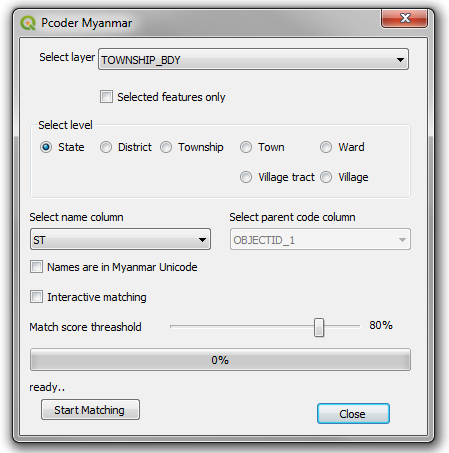 Pcoder Myanmar
Select layer TOWNSHIP_BDY
Selected features only
Select level
State District Township Town Ward
Village tract Village
Select name column Select parent code column
ST OBJECTID_1
Names are in Myanmar Unicode
Interactive matching
Match score threshold 80%
0%
ready..
Start Matching Close